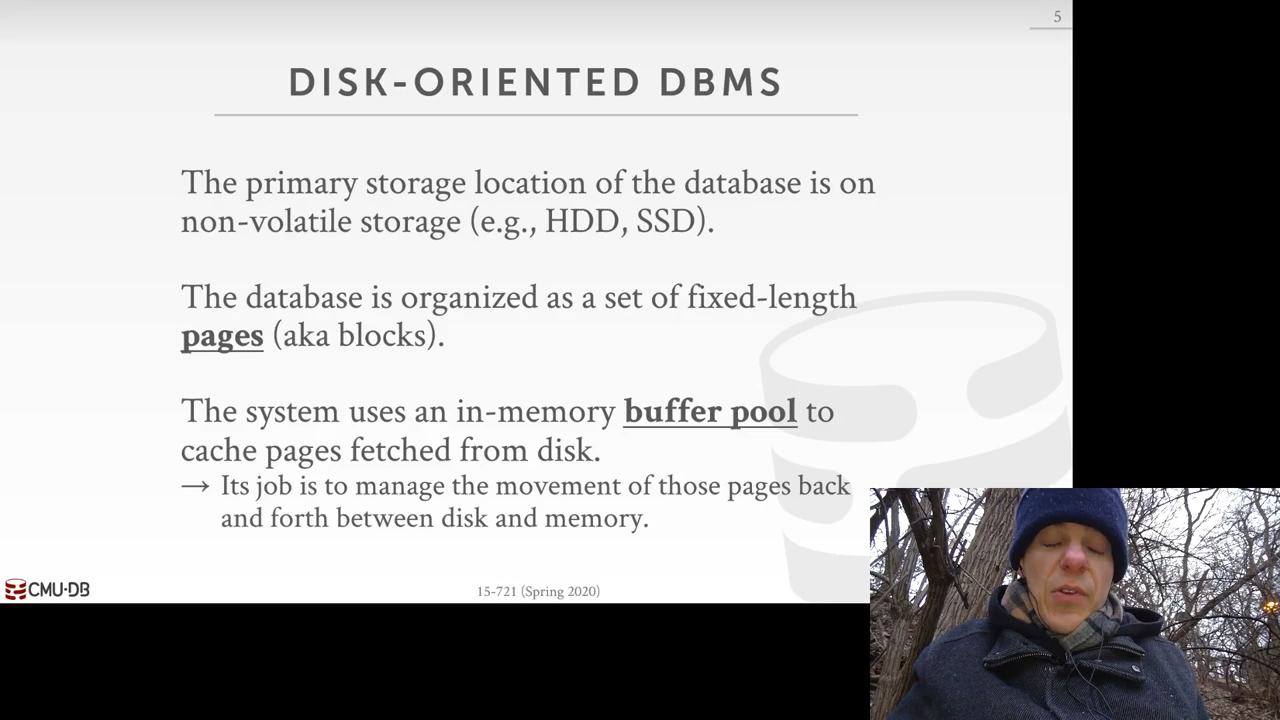 5
DISK-ORIENTED DBMS
The primary storage location of the database is on
non-volatile storage (e.g., HDD, SSD).
The database is organized as a set of fixed-length
pages (aka blocks).
The system uses an in-memory buffer pool to
cache pages fetched from disk.
→ Its job is to manage the movement of those pages back
and forth between disk and memory.
CMU·DB
15-721 (Spring 2020)